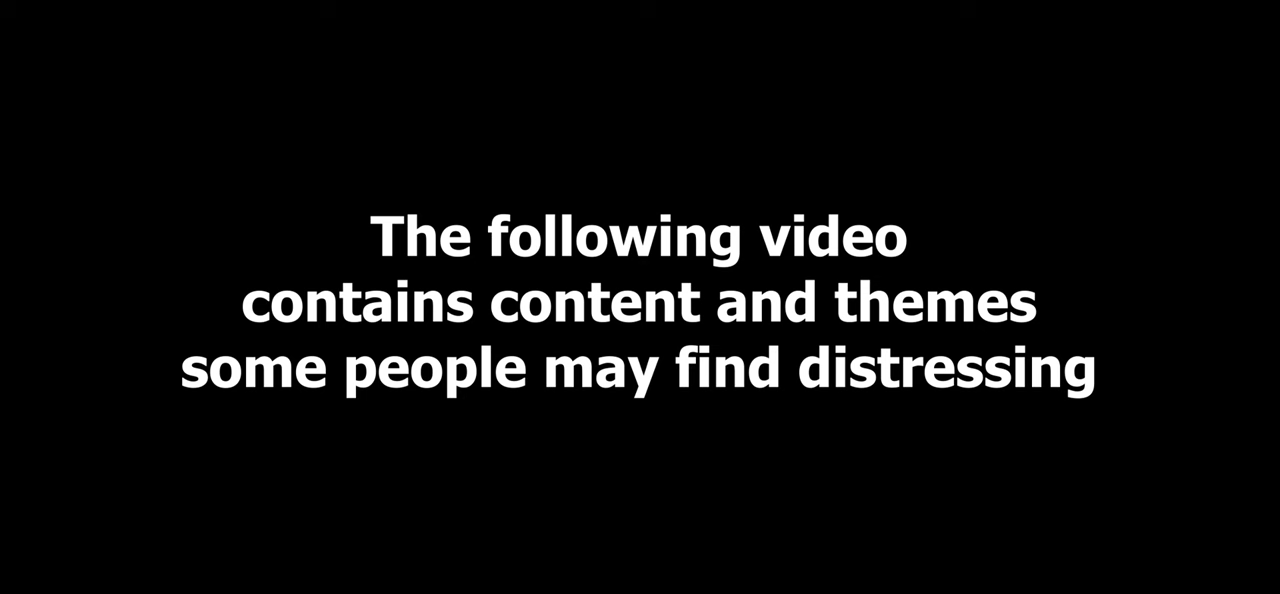 The following video
contains content and themes
some people may find distressing